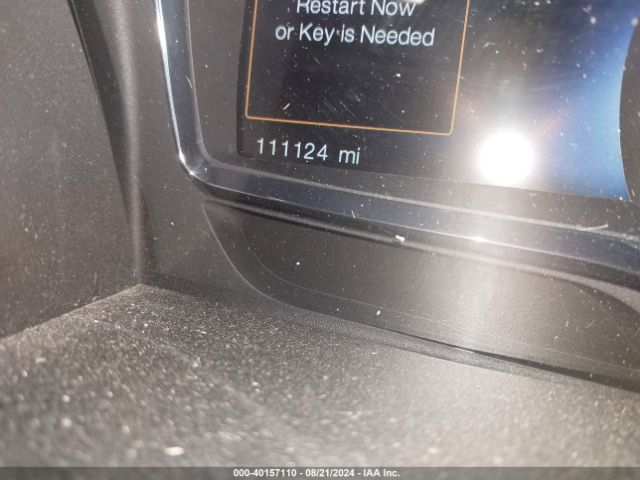 Restart Now
or Key is Needed
111124 mi
000-40157110 - 08/21/2024 - IAA Inc.